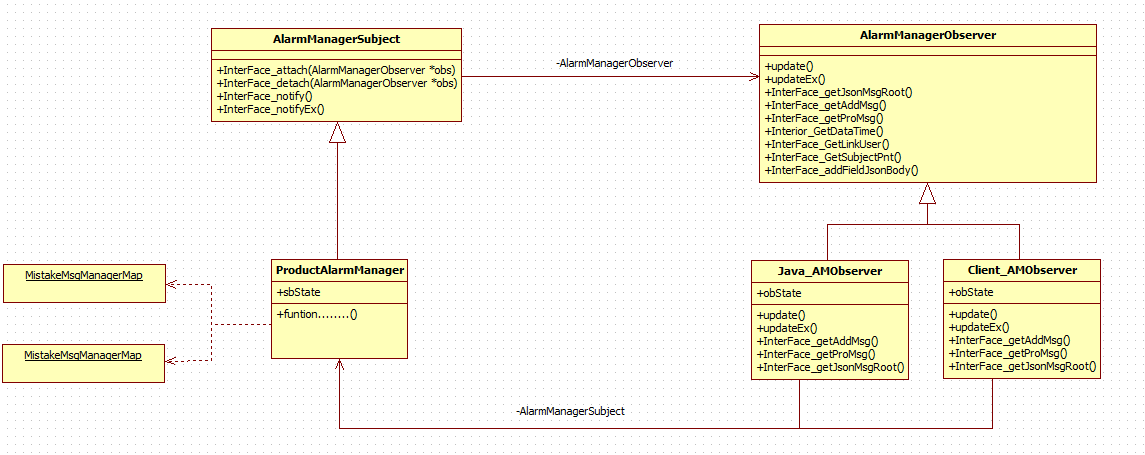 AlarmManagerSubject
+InterFace_attach(AlarmManagerObserver *obs)
+InterFace_detach(AlarmManagerObserver *obs)
+InterFace_notify()
+InterFace_notifyEx()
-AlarmManagerObserver
AlarmManagerObserver
+update()
+updateEx()
+InterFace_getJsonMsgRoot()
+InterFace_getAddMsg()
+InterFace_getProMsg()
+Interior_GetDataTime()
+InterFace_GetLinkUser()
+InterFace_GetSubjectPnt()
+InterFace_addFieldJsonBody()
MistakeMsgManagerMap
MistakeMsgManagerMap
ProductAlarmManager
+sbState
+funtion........()
Java_AMObserver
+obState
+update()
+updateEx()
+InterFace_getAddMsg()
+InterFace_getProMsg()
+InterFace_getJsonMsgRoot()
Client_AMObserver
+obState
+update()
+updateEx()
+InterFace_getAddMsg()
+InterFace_getProMsg()
+InterFace_getJsonMsgRoot()
-AlarmManagerSubject